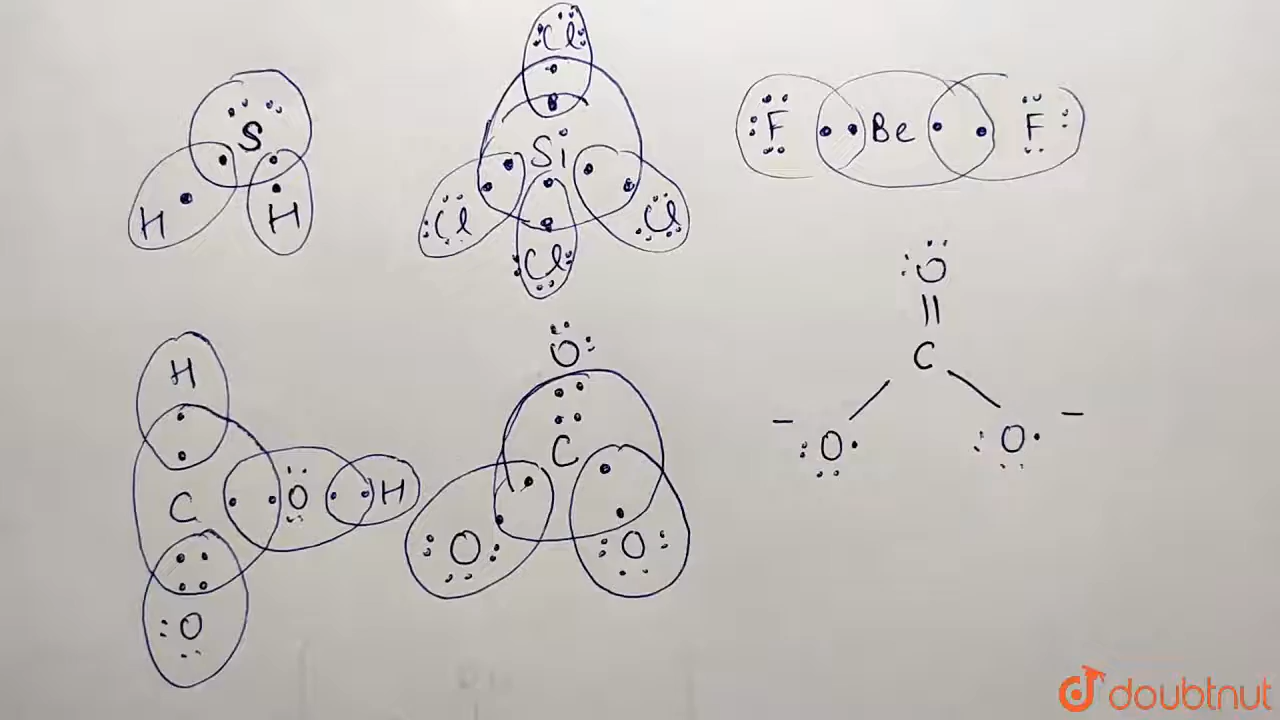 S
H H
Cl
Si
Cl Cl
Cl
F Be F
H
C O H
O
O
C
O O
O
=
C
− −
O O
doubtnut